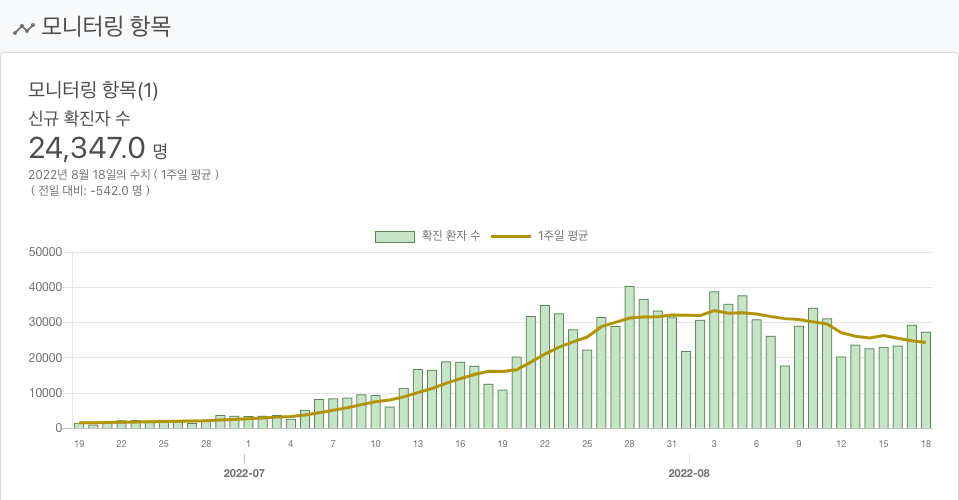 모니터링 항목
모니터링 항목(1)
신규 확진자 수
24,347.0 명
2022년 8월 18일의 수치 ( 1주일 평균 )
( 전일 대비: -542.0 명 )
확진 환자 수 1주일 평균
50000
40000
30000
20000
10000
0
19 22 25 28 1 4 7 10 13 16 19 22 25 28 31 3 6 9 12 15 18
2022-07 2022-08